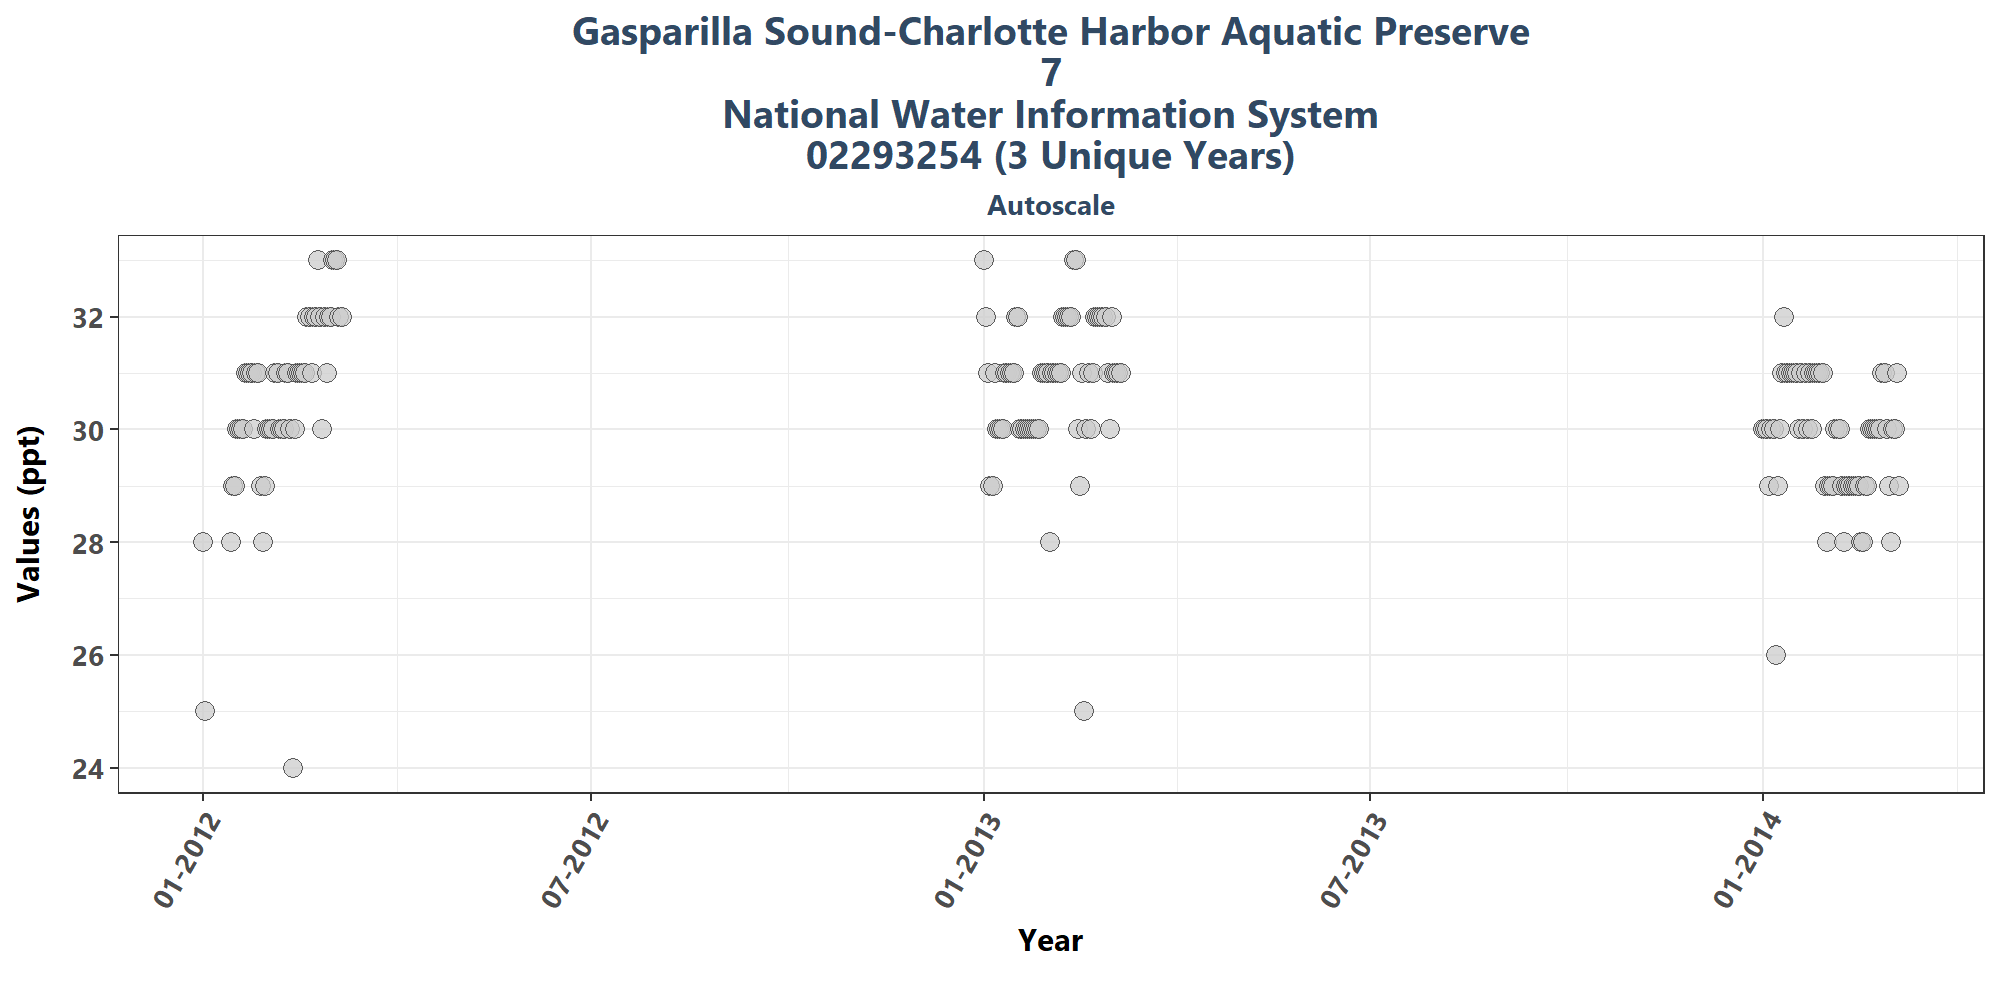 Gasparilla Sound-Charlotte Harbor Aquatic Preserve
7
National Water Information System
02293254 (3 Unique Years)
Autoscale
32
30
28
26
24
Values (ppt)
01-2012
07-2012
01-2013
07-2013
01-2014
Year